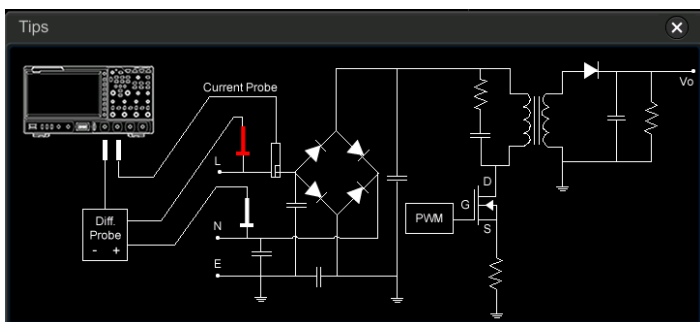 Tips
Current Probe
Vo
L
D
G
PWM
S
N
Diff.
Probe
- +
E